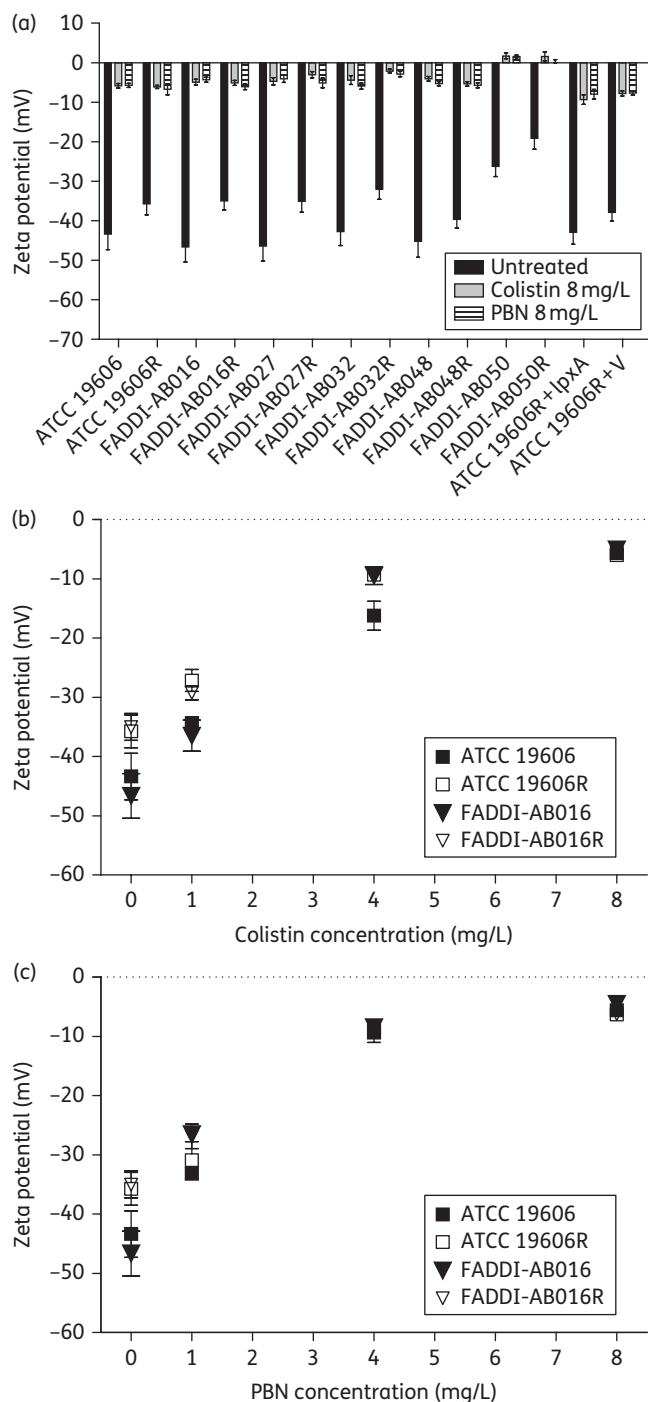 (a)
10
0
–10
–20
–30
–40
–50
–60
–70
Zeta potential (mV)
Untreated
Colistin 8 mg/L
PBN 8 mg/L
ATCC 19606
ATCC 19606R
FADDI-AB016
FADDI-AB016R
FADDI-AB027
FADDI-AB027R
FADDI-AB032
FADDI-AB032R
FADDI-AB048
FADDI-AB048R
FADDI-AB050
FADDI-AB050R
ATCC 19606R+lpxA
ATCC 19606R+V
(b)
0
–10
–20
–30
–40
–50
–60
Zeta potential (mV)
ATCC 19606
ATCC 19606R
FADDI-AB016
FADDI-AB016R
0 1 2 3 4 5 6 7 8
Colistin concentration (mg/L)
(c)
0
–10
–20
–30
–40
–50
–60
Zeta potential (mV)
ATCC 19606
ATCC 19606R
FADDI-AB016
FADDI-AB016R
0 1 2 3 4 5 6 7 8
PBN concentration (mg/L)